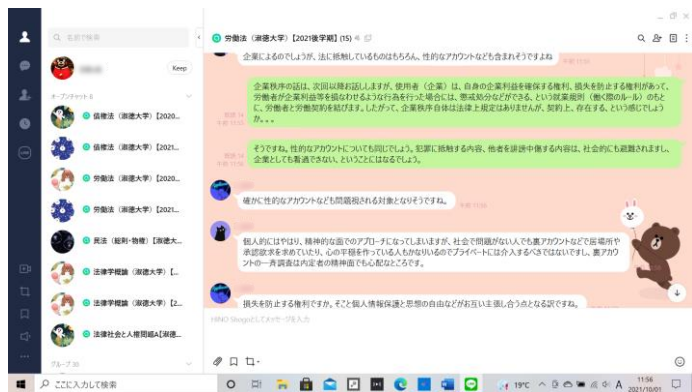 名前で検索
Keep
オープンチャット 8
債権法（淑徳大学）【2020...
債権法（淑徳大学）【2021...
労働法（淑徳大学）【2020...
労働法（淑徳大学）【2021...
民法（総則・物権）【淑徳大...
法律学概論（淑徳大学）【...
法律学概論（淑徳大学）【2...
法律社会と人権問題A【淑徳...
グループ 30
労働法（淑徳大学）【2021後学期】(15)
企業によるのでしょうが、法に抵触しているものはもちろん、性的なアカウントなども含まれそうですよね
企業秩序の話は、次回以降お話ししますが、使用者（企業）は、自身の企業利益を確保する権利、損失を防止する権利があって、
労働者が企業利益等を損なわせるような行為を行った場合には、懲戒処分などができる、という就業規則（働く際のルール）のもと
に、労働者と労働契約を結びます。したがって、企業秩序自体は法律上規定はありませんが、契約上、存在する、という感じでしょう
か。。。
既読 14
午前 11:55
そうですね。性的なアカウントについても同じでしょう。犯罪に抵触する内容、他者を誹謗中傷する内容は、社会的にも避難されますし、
企業としても看過できない、ということにはなるでしょう。
既読 14
確かに性的なアカウントなども問題視される対象となりそうですね。
個人的にはやはり、精神的な面でのアプローチになってしまいますが、社会で問題がない人でも裏アカウントなどで居場所や
承認欲求を求めていたり、心の平穏を作っている人もかなりいるのでプライベートには介入するべきではないですし、裏アカウ
ントの一斉調査は内定者の精神面でも心配なところです。
損失を防止する権利ですか。そこと個人情報保護と思想の自由などがお互い主張し合う点となる訳ですね。
ここに入力して検索
19℃
A
11:56
2021/10/01